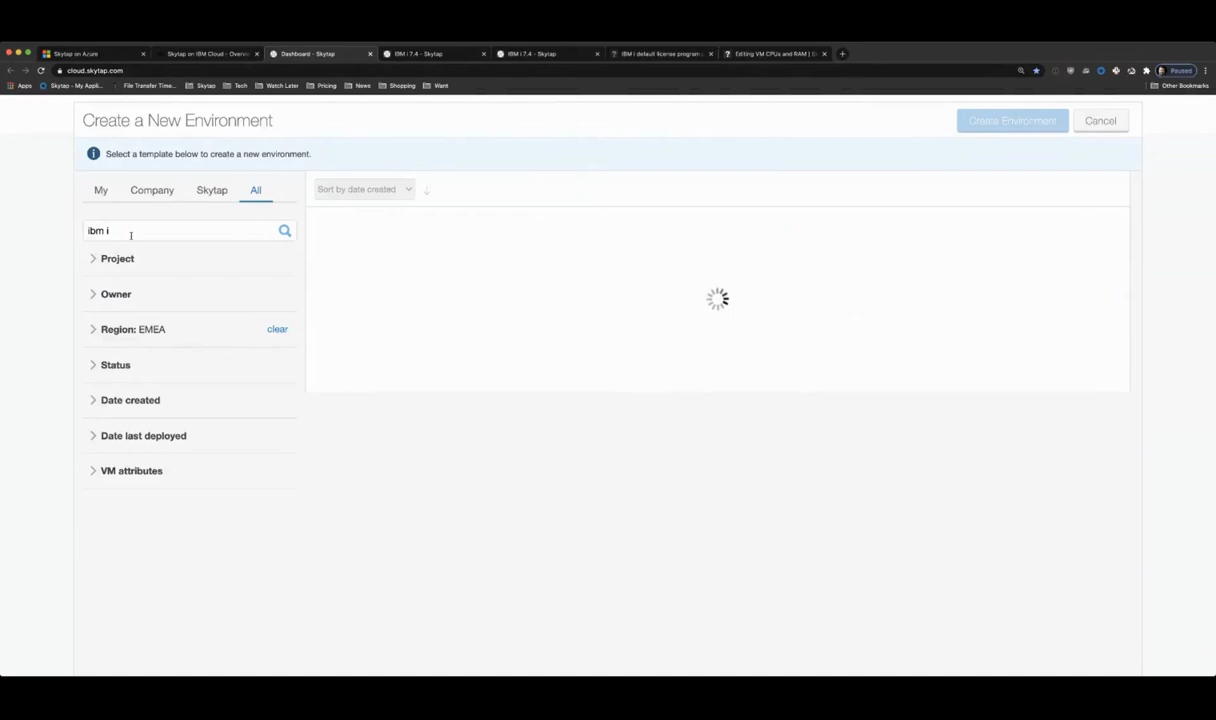 Skytap on Azure
Skytap on IBM Cloud - Overvie
Dashboard - Skytap
IBM i 7.4 - Skytap
IBM i 7.4 - Skytap
IBM i default license program
Editing VM CPUs and RAM |
cloud.skytap.com
Paused
Apps
Skytap - My Appli...
File Transfer Time...
Skytap
Tech
Watch Later
Pricing
News
Shopping
Want
Other Bookmarks
Create a New Environment
Create Environment
Cancel
Select a template below to create a new environment.
My
Company
Skytap
All
Sort by date created
ibm i
Project
Owner
Region: EMEA
clear
Status
Date created
Date last deployed
VM attributes